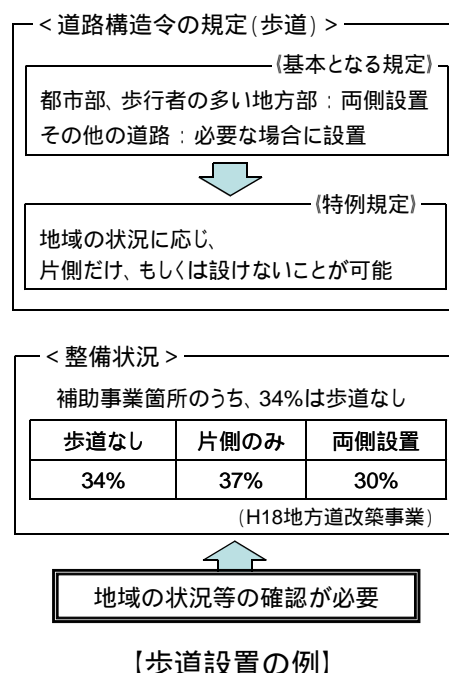 <道路構造令の規定(歩道)>
《基本となる規定》
都市部、歩行者の多い地方部:両側設置
その他の道路:必要な場合に設置
《特例規定》
地域の状況に応じ、
片側だけ、もしくは設けないことが可能
<整備状況>
補助事業箇所のうち、34%は歩道なし
歩道なし 片側のみ 両側設置
34% 37% 30%
(H18地方道改築事業)
地域の状況等の確認が必要
【歩道設置の例】